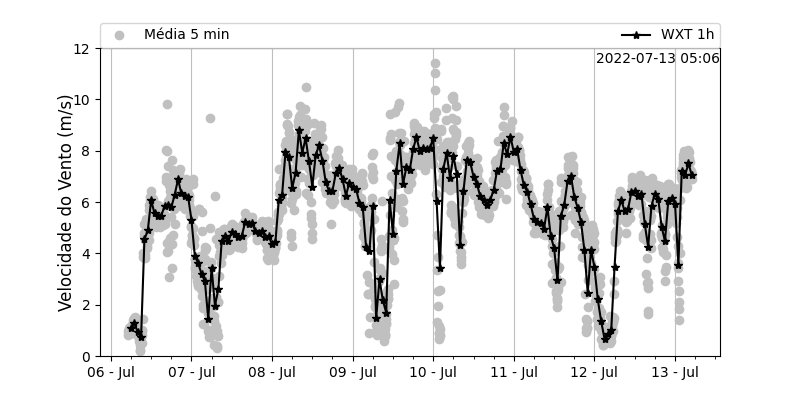 Média 5 min
WXT 1h
2022-07-13 05:06
Velocidade do Vento (m/s)
12
10
8
6
4
2
0
06 - Jul 07 - Jul 08 - Jul 09 - Jul 10 - Jul 11 - Jul 12 - Jul 13 - Jul